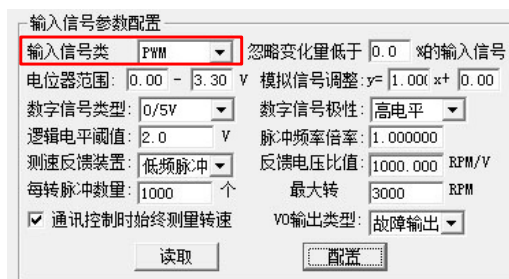 输入信号参数配置
输入信号类 PWM 忽略变化量低于 0.0 %的输入信号
电位器范围: 0.00 - 3.30 V 模拟信号调整:y= 1.00( x+ 0.00
数字信号类型: 0/5V 数字信号极性: 高电平
逻辑电平阈值: 2.0 V 脉冲频率倍率: 1.000000
测速反馈装置: 低频脉冲 反馈电压比值: 1000.000 RPM/V
每转脉冲数量: 1000 个 最大转 3000 RPM
通讯控制时始终测量转速 VO输出类型: 故障输出
读取 配置